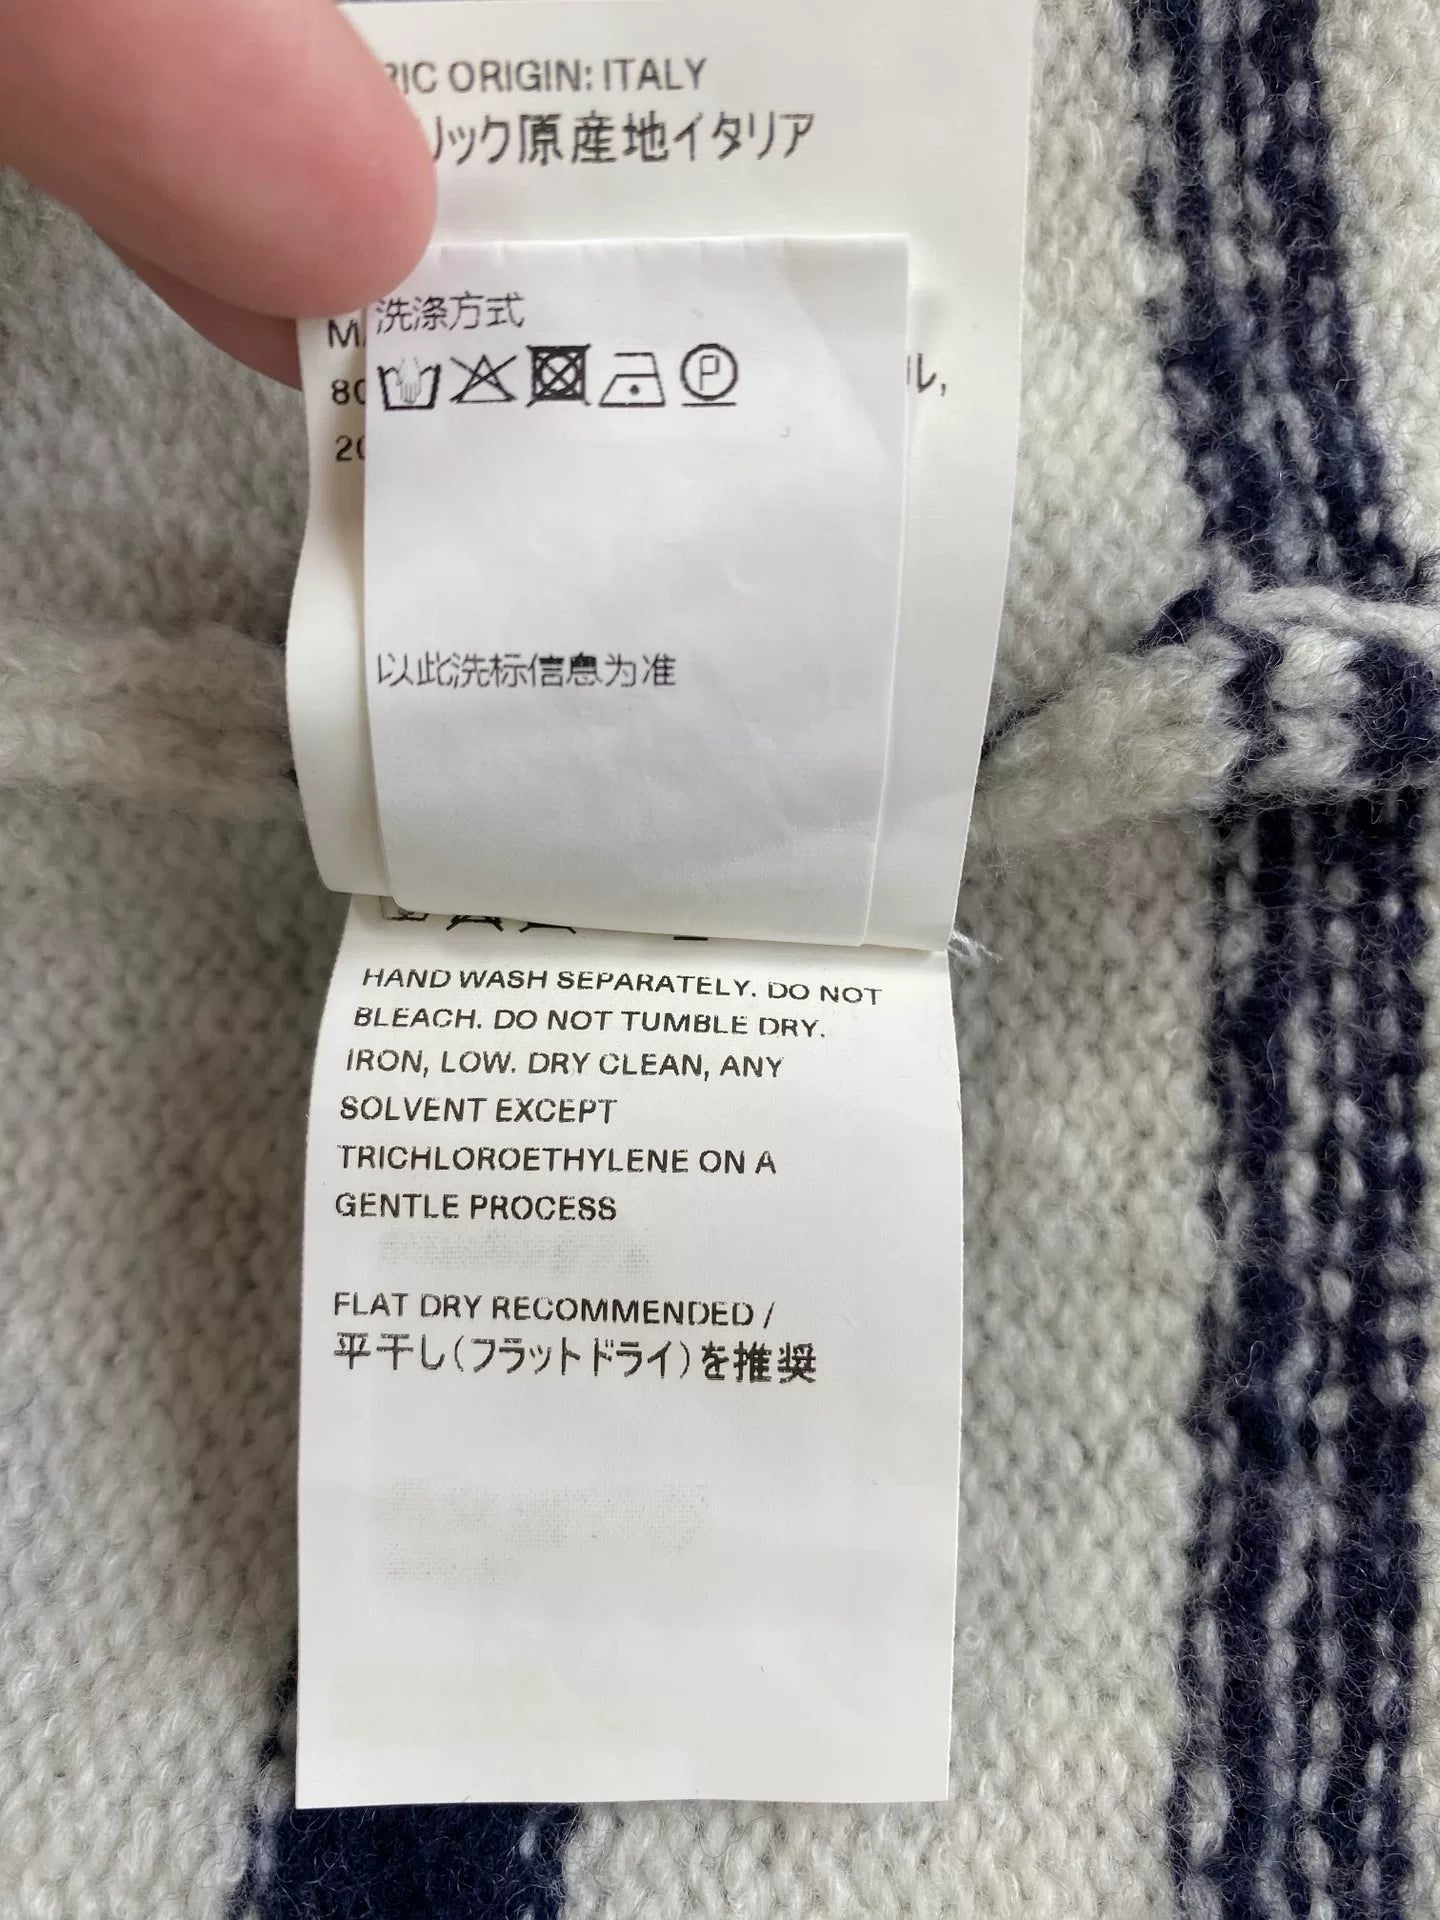 RIC ORIGIN: ITALY
リック原産地イタリア
洗涤方式
P
80
ル,
以此洗标信息为准
HAND WASH SEPARATELY. DO NOT
BLEACH. DO NOT TUMBLE DRY.
IRON, LOW. DRY CLEAN, ANY
SOLVENT EXCEPT
TRICHLOROETHYLENE ON A
GENTLE PROCESS
FLAT DRY RECOMMENDED /
平干し(フラットドライ)を推奨